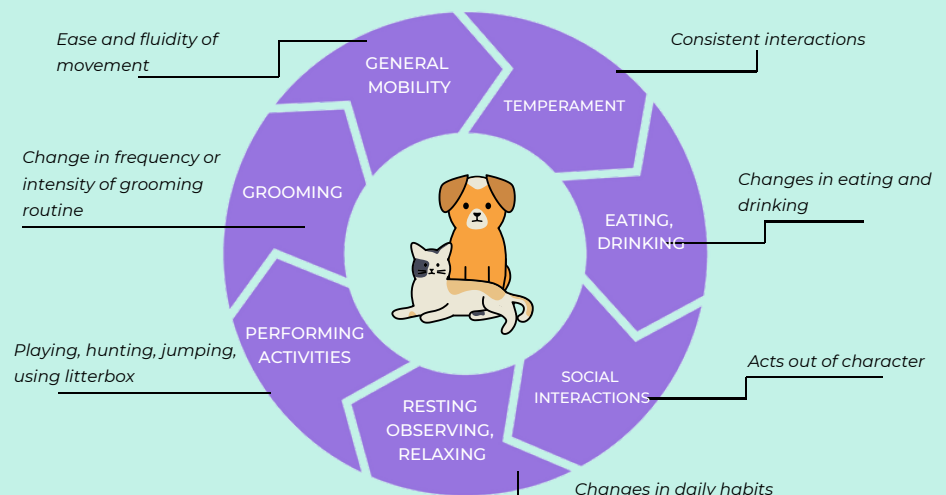 Ease and fluidity of
movement
GENERAL
MOBILITY
Consistent interactions
TEMPERAMENT
Change in frequency or
intensity of grooming
routine
GROOMING
Changes in eating and
drinking
EATING,
DRINKING
Playing, hunting, jumping,
using litterbox
PERFORMING
ACTIVITIES
Acts out of character
SOCIAL
INTERACTIONS
RESTING
OBSERVING,
RELAXING
Changes in daily habits